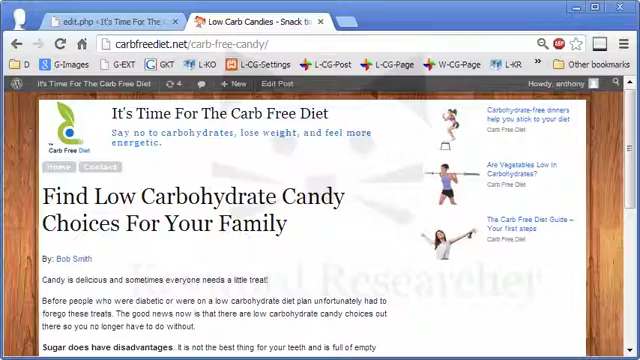 edit.php ‹ It's Time For The
Low Carb Candies - Snack ti
carbfreediet.net/carb-free-candy/
G-Images
G-EXT
GKT
L-KO
L-CG-Settings
L-CG-Post
L-CG-Page
W-CG-Page
L-KR
Other bookmarks
It's Time For The Carb Free Diet
4
New
Edit Post
Howdy, anthony
It's Time For The Carb Free Diet
Say no to carbohydrates, lose weight, and feel more
energetic.
Carb Free Diet
Home
Contact
Carbohydrate-free dinners
help you stick to your diet
Carb Free Diet
Are Vegetables Low In
Carbohydrates?
Carb Free Diet
The Carb Free Diet Guide –
Your first steps
Carb Free Diet
Find Low Carbohydrate Candy
Choices For Your Family
By: Bob Smith
Candy is delicious and sometimes everyone needs a little treat!
Before people who were diabetic or were on a low carbohydrate diet plan unfortunately had to
forego these treats. The good news now is that there are low carbohydrate candy choices out
there so you no longer have to do without.
Sugar does have disadvantages. It is not the best thing for your teeth and is full of empty
Researcher